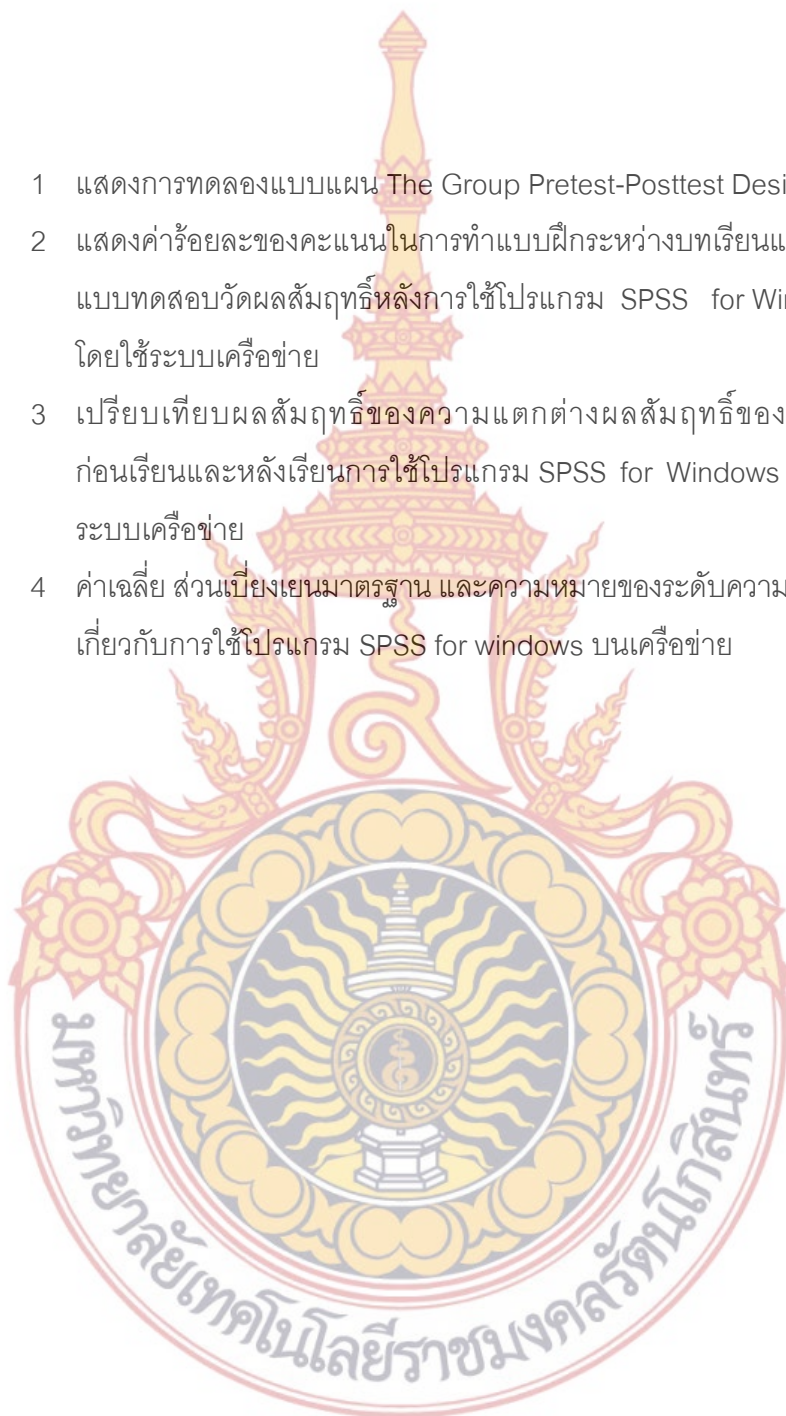 1 แสดงการทดลองแบบแผน The Group Pretest-Posttest Desi
2 แสดงค่าร้อยละของคะแนนในการทำแบบฝึกระหว่างบทเรียนแ
แบบทดสอบวัดผลสัมฤทธิ์หลังการใช้โปรแกรม SPSS for Wi
โดยใช้ระบบเครือข่าย
3 เปรียบเทียบผลสัมฤทธิ์ของความแตกต่างผลสัมฤทธิ์ของ
ก่อนเรียนและหลังเรียนการใช้โปรแกรม SPSS for Windows
ระบบเครือข่าย
4 ค่าเฉลี่ย ส่วนเบี่ยงเบนมาตรฐาน และความหมายของระดับความ
เกี่ยวกับการใช้โปรแกรม SPSS for windows บนเครือข่าย
มหาวิทยาลัยเทคโนโลยีราชมงคลรัตนโกสินทร์